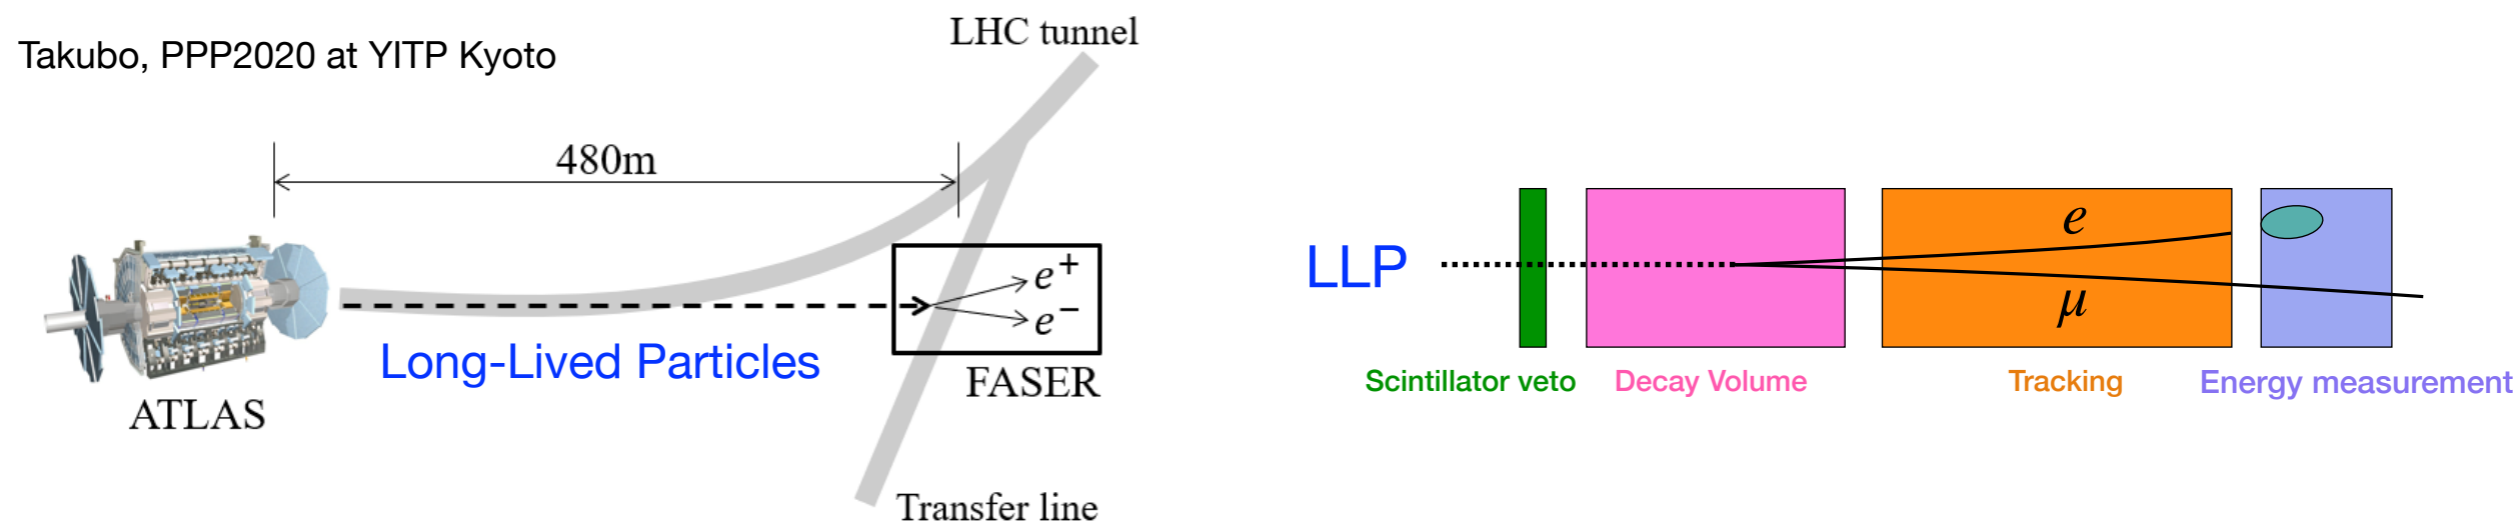 Takubo, PPP2020 at YITP Kyoto
LHC tunnel
480m
e+
e−
Long-Lived Particles
FASER
ATLAS
Transfer line
LLP
e
μ
Scintillator veto
Decay Volume
Tracking
Energy measurement